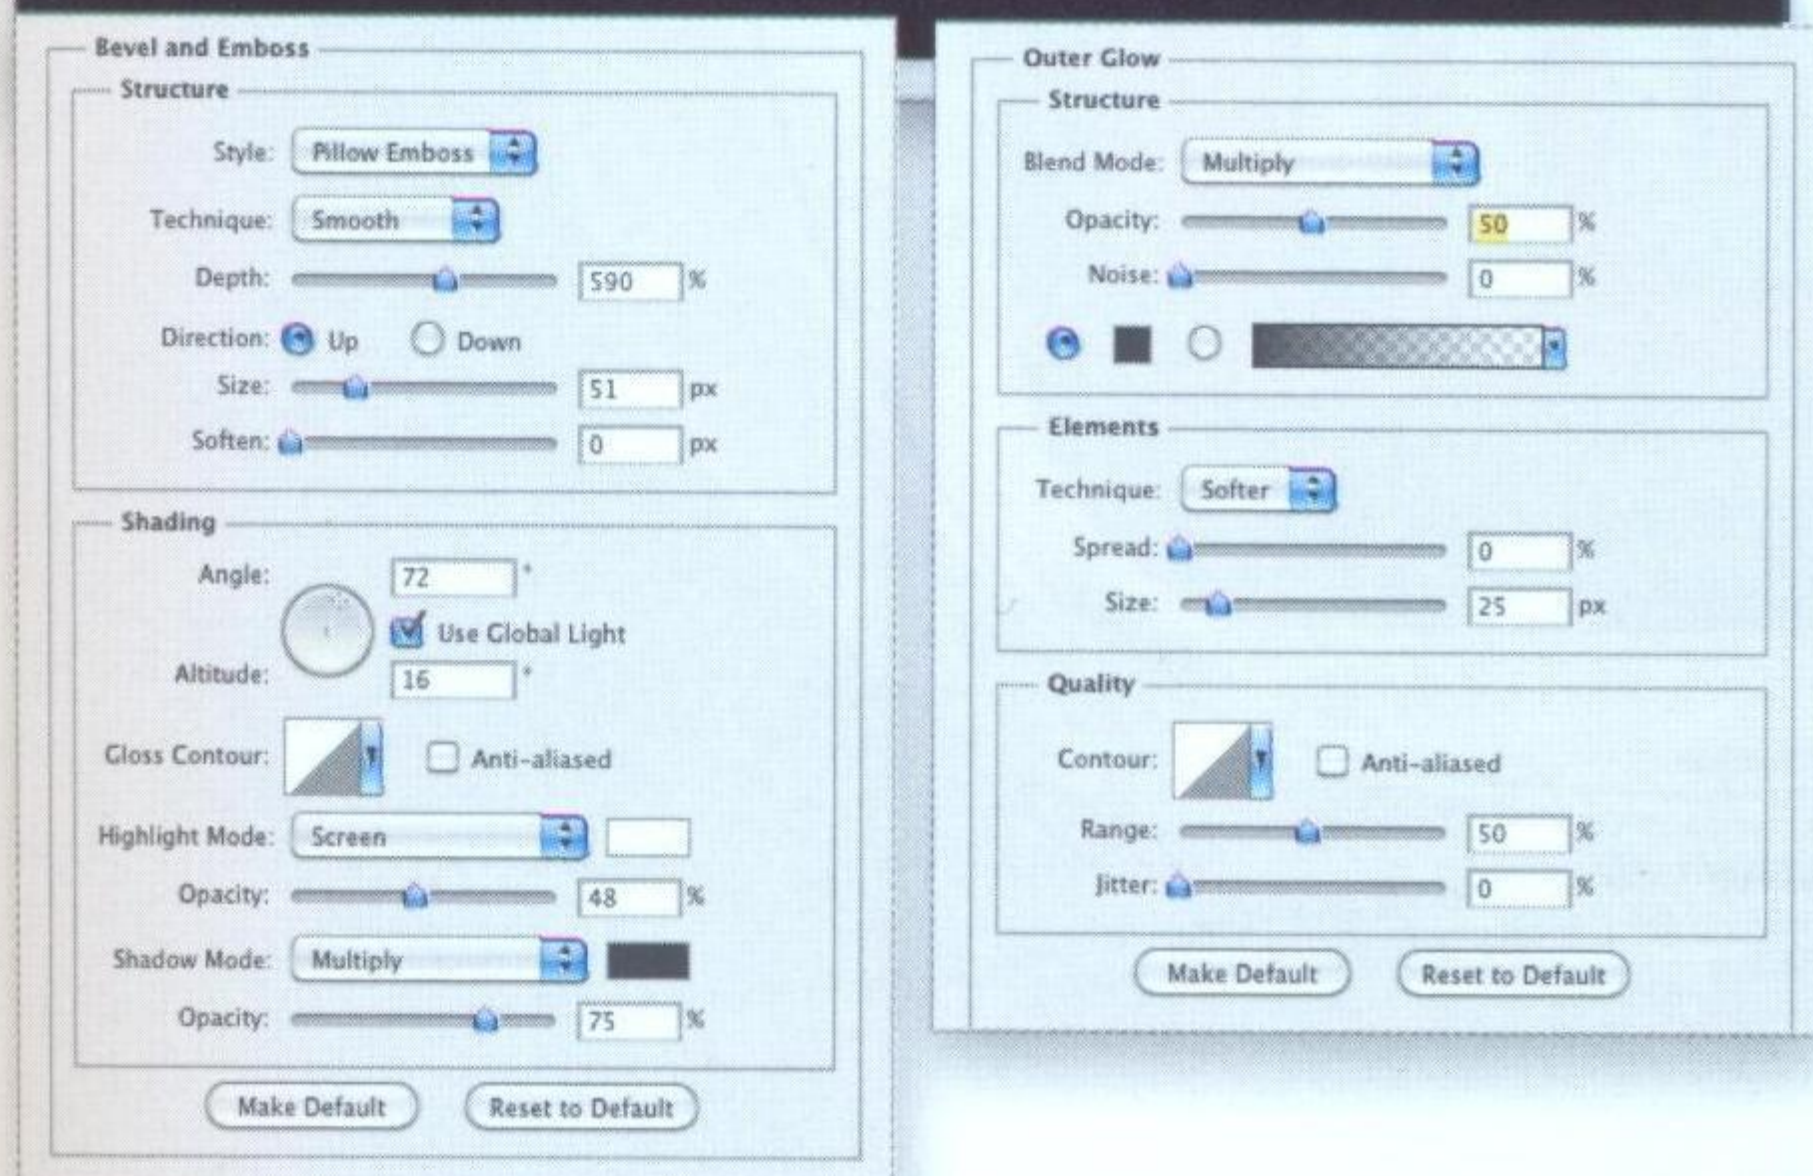 Bevel and Emboss
Structure
Style: Pillow Emboss
Technique: Smooth
Depth: 590 %
Direction: Up Down
Size: 51 px
Soften: 0 px
Shading
Angle: 72 °
Use Global Light
Altitude: 16 °
Gloss Contour: Anti-aliased
Highlight Mode: Screen
Opacity: 48 %
Shadow Mode: Multiply
Opacity: 75 %
Make Default Reset to Default
Outer Glow
Structure
Blend Mode: Multiply
Opacity: 50 %
Noise: 0 %
Elements
Technique: Softer
Spread: 0 %
Size: 25 px
Quality
Contour: Anti-aliased
Range: 50 %
Jitter: 0 %
Make Default Reset to Default